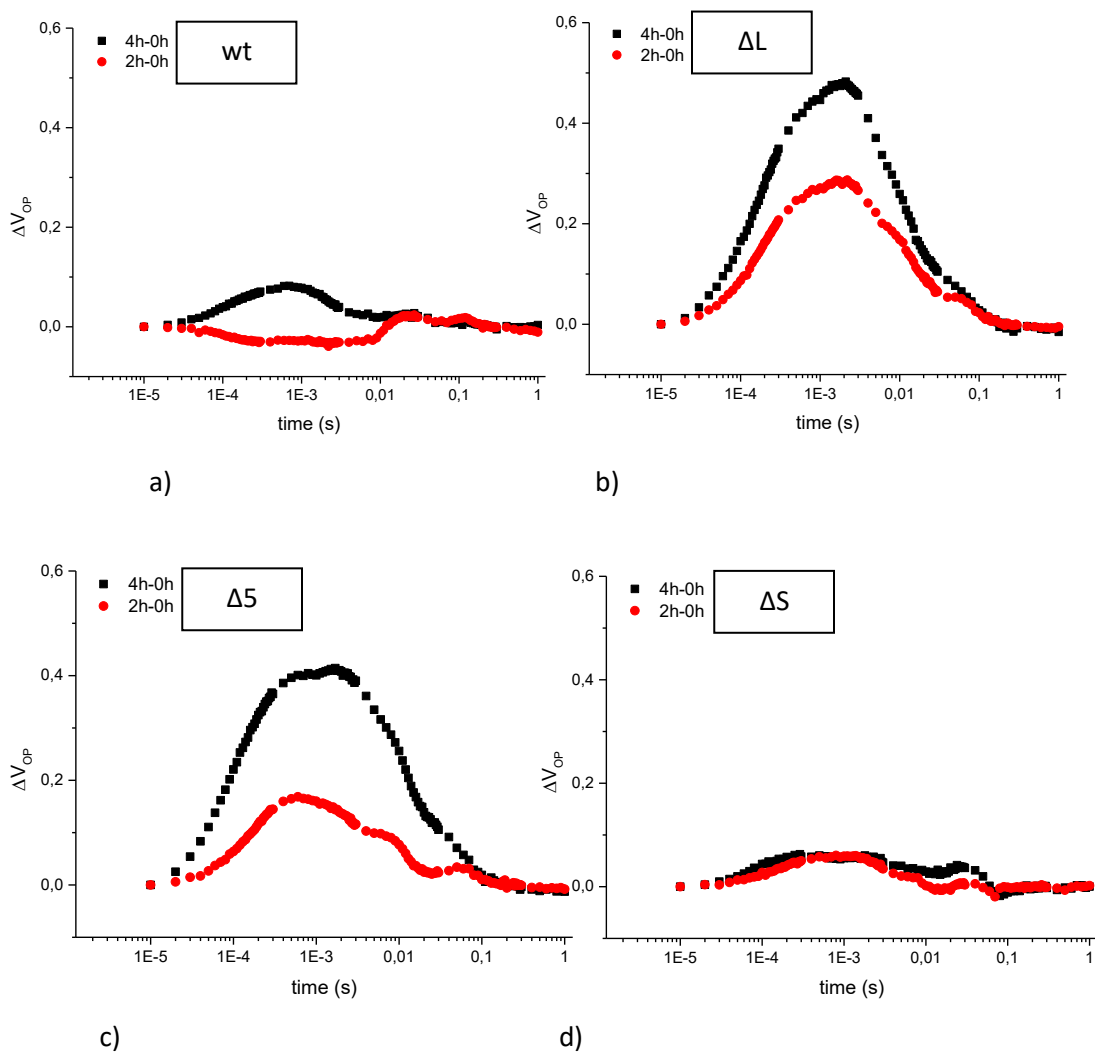 0,6
4h-0h
2h-0h
wt
0,4
ΔV_OP
0,2
0,0
1E-5 1E-4 1E-3 0,01 0,1 1
time (s)
a)
0,6
4h-0h
2h-0h
ΔL
0,4
ΔV_OP
0,2
0,0
1E-5 1E-4 1E-3 0,01 0,1 1
time (s)
b)
0,6
4h-0h
2h-0h
Δ5
0,4
ΔV_OP
0,2
0,0
1E-5 1E-4 1E-3 0,01 0,1 1
time (s)
c)
0,6
4h-0h
2h-0h
ΔS
0,4
ΔV_OP
0,2
0,0
1E-5 1E-4 1E-3 0,01 0,1 1
time (s)
d)